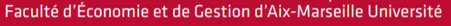 Faculté d'Économie et de Gestion d'Aix-Marseille Université